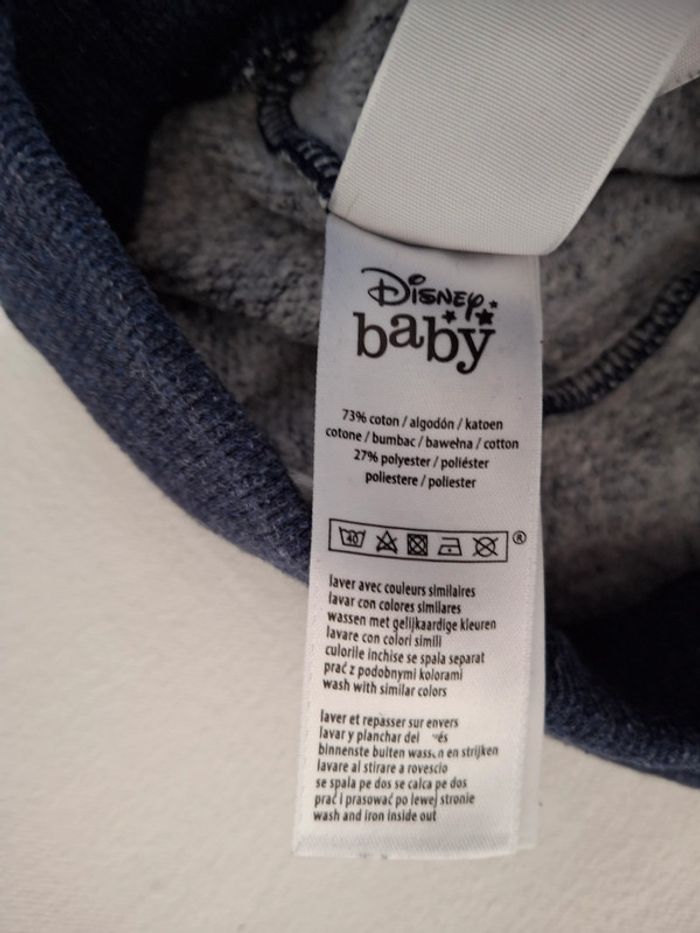 Disney
baby
73% coton / algodón / katoen
cotone / bumbac / bawełna / cotton
27% polyester / poliéster
poliestere / poliester
40
®
laver avec couleurs similaires
lavar con colores similares
wassen met gelijkaardige kleuren
lavare con colori simili
culorile inchise se spala separat
prać z podobnymi kolorami
wash with similar colors
laver et repasser sur envers
lavar y planchar del
binnenste buiten wassen en strijken
lavare al stirare a rovescio
se spala pe dos se calca pe dos
prać i prasować po lewej stronie
wash and iron inside out